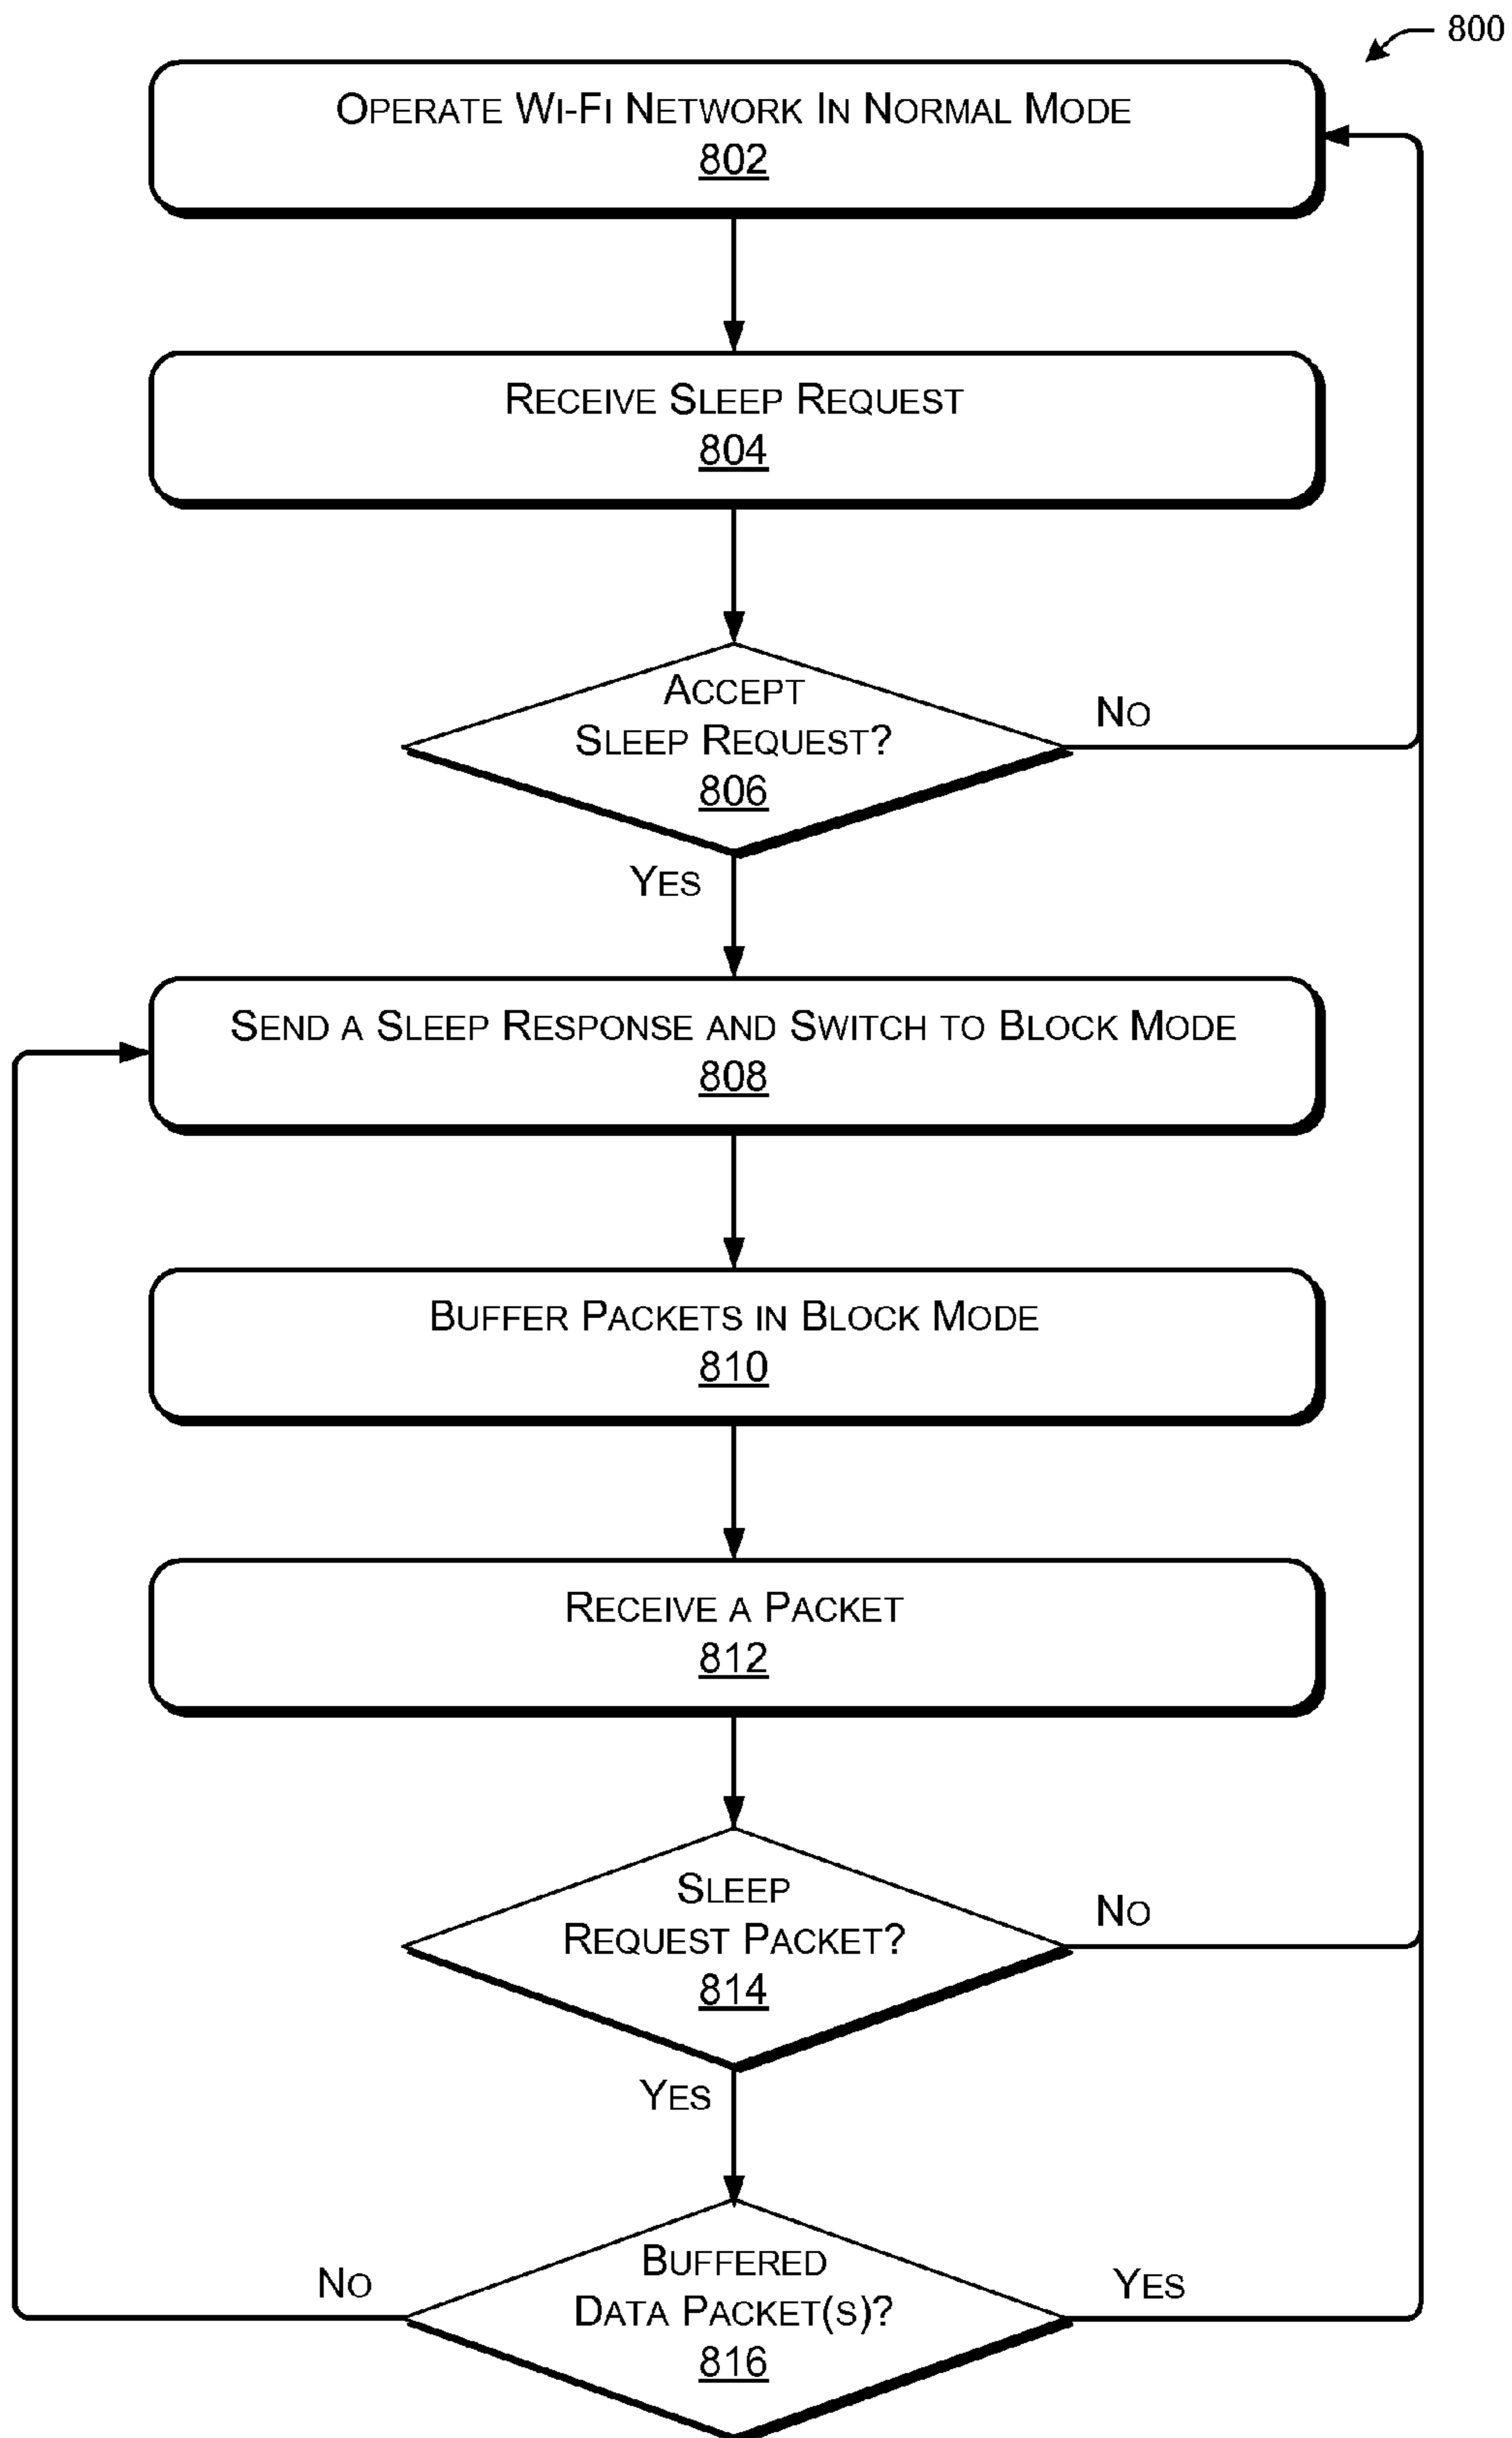 800
OPERATE WI-FI NETWORK IN NORMAL MODE
802
RECEIVE SLEEP REQUEST
804
ACCEPT
SLEEP REQUEST?
806
NO
YES
SEND A SLEEP RESPONSE AND SWITCH TO BLOCK MODE
808
BUFFER PACKETS IN BLOCK MODE
810
RECEIVE A PACKET
812
SLEEP
REQUEST PACKET?
814
NO
YES
BUFFERED
DATA PACKET(S)?
816
NO
YES